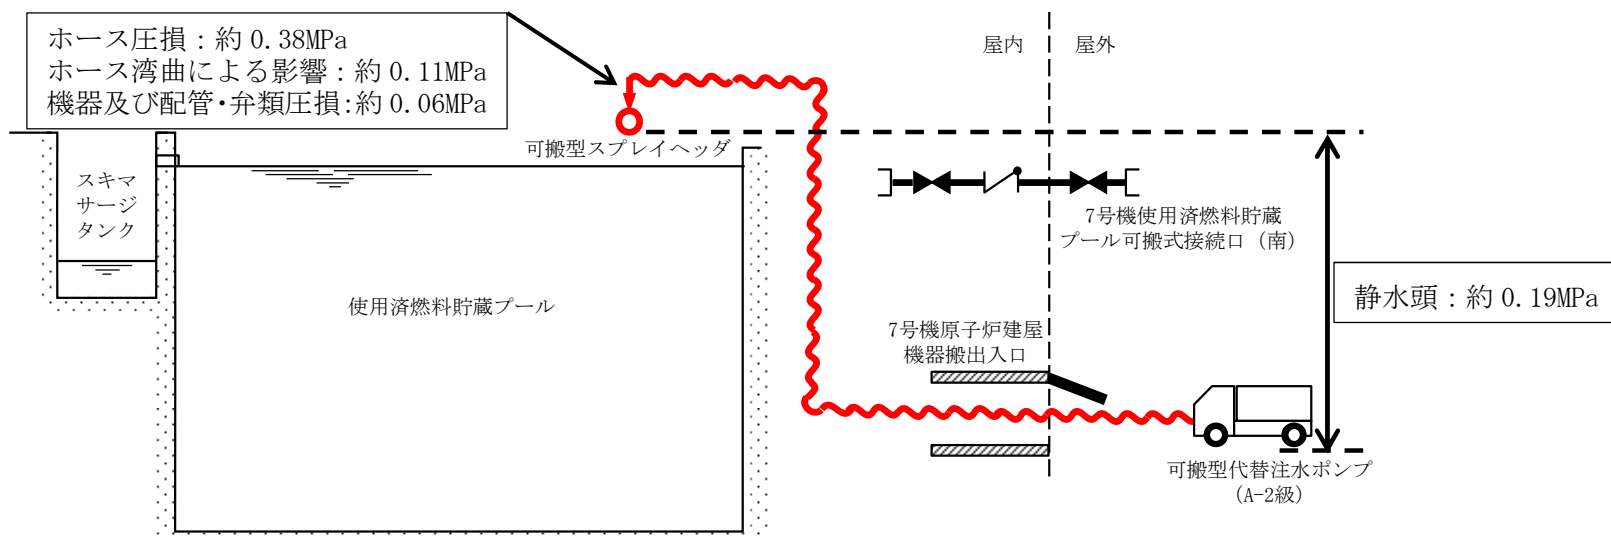 ホース圧損：約 0.38MPa
ホース湾曲による影響：約 0.11MPa
機器及び配管・弁類圧損：約 0.06MPa
屋内
屋外
可搬型スプレイヘッダ
スキマ
サージ
タンク
7号機使用済燃料貯蔵
プール可搬式接続口（南）
静水頭：約 0.19MPa
使用済燃料貯蔵プール
7号機原子炉建屋
機器搬出入口
可搬型代替注水ポンプ
（A-2級）